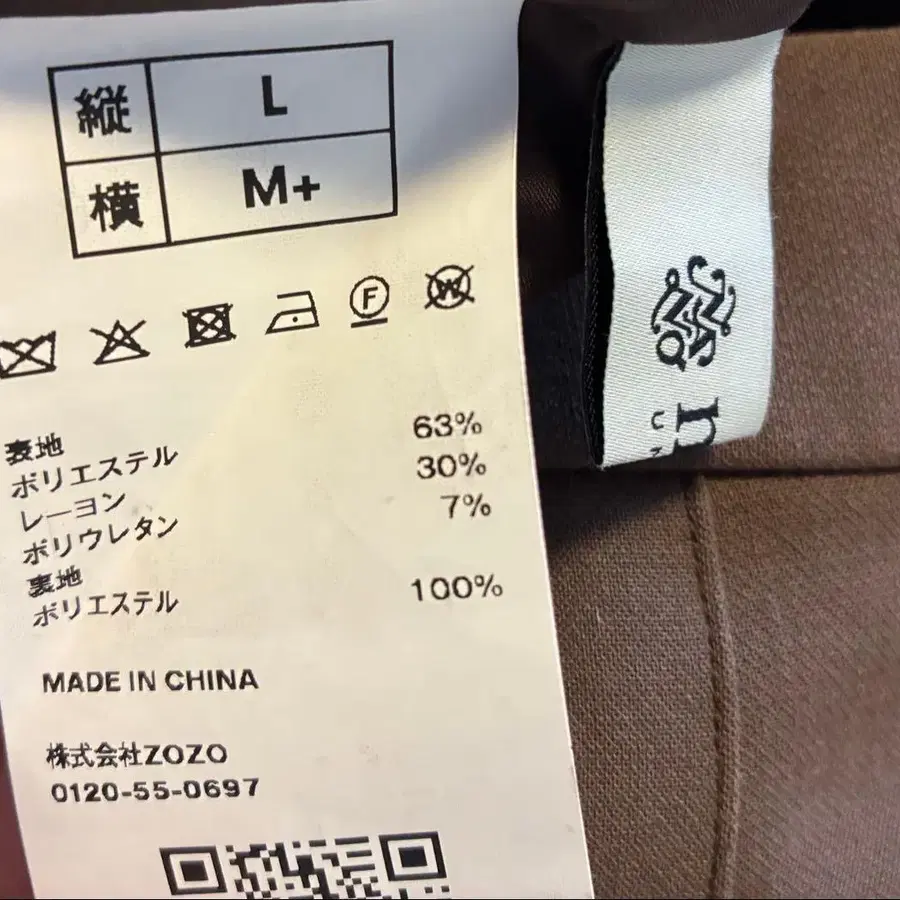 縦 L
横 M+
F W
表地
ポリエステル 63%
レーヨン 30%
ポリウレタン 7%
裏地
ポリエステル 100%
MADE IN CHINA
株式会社ZOZO
0120-55-0697
n
U